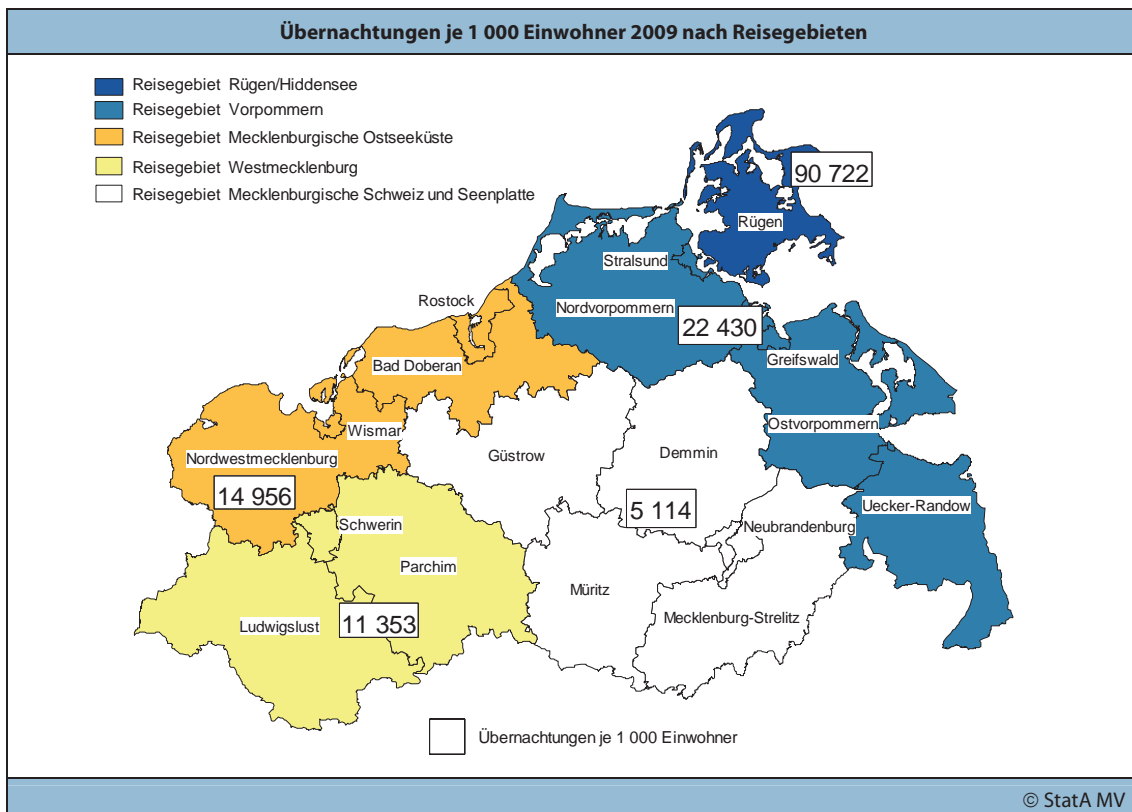 Übernachtungen je 1 000 Einwohner 2009 nach Reisegebieten
Reisegebiet Rügen/Hiddensee
Reisegebiet Vorpommern
Reisegebiet Mecklenburgische Ostseeküste
Reisegebiet Westmecklenburg
Reisegebiet Mecklenburgische Schweiz und Seenplatte
90 722
Rügen
Stralsund
Rostock
Nordvorpommern
22 430
Greifswald
Bad Doberan
Ostvorpommern
Wismar
Güstrow
Demmin
Nordwestmecklenburg
14 956
5 114
Uecker-Randow
Schwerin
Neubrandenburg
Parchim
Müritz
Mecklenburg-Strelitz
Ludwigslust
11 353
Übernachtungen je 1 000 Einwohner
© StatA MV